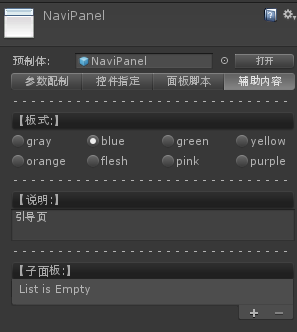 NaviPanel
预制体: NaviPanel 打开
参数配制 控件指定 面板脚本 辅助内容
【板式:】
gray blue green yellow
orange flesh pink purple
【说明:】
引导页
【子面板:】
List is Empty